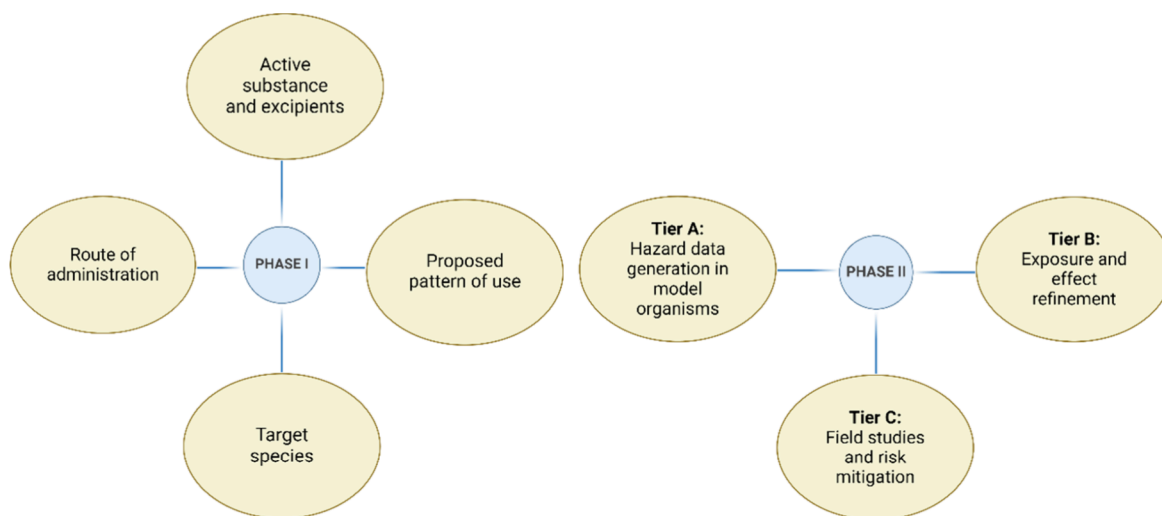 Active
substance
and excipients
Route of
administration
PHASE I
Proposed
pattern of use
Target
species
Tier A:
Hazard data
generation in
model
organisms
PHASE II
Tier B:
Exposure and
effect
refinement
Tier C:
Field studies
and risk
mitigation